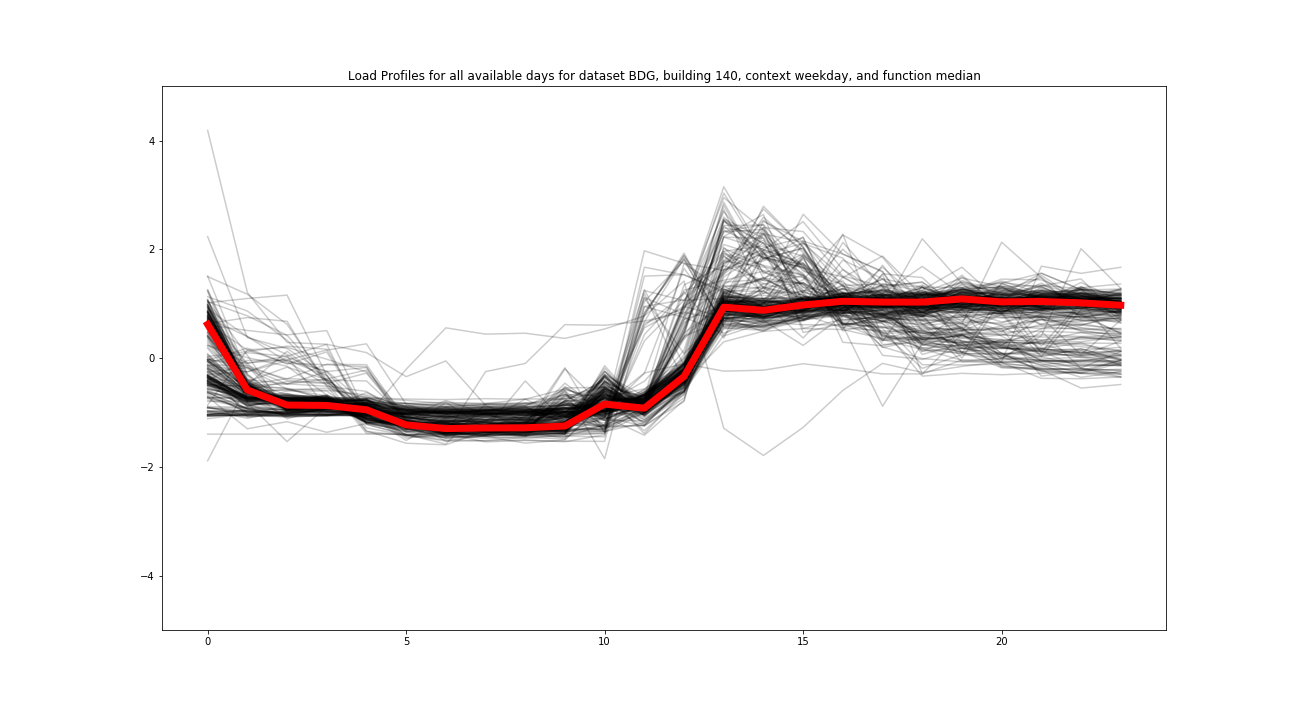 Load Profiles for all available days for dataset BDG, building 140, context weekday, and function median
4
2
0
−2
−4
0 5 10 15 20